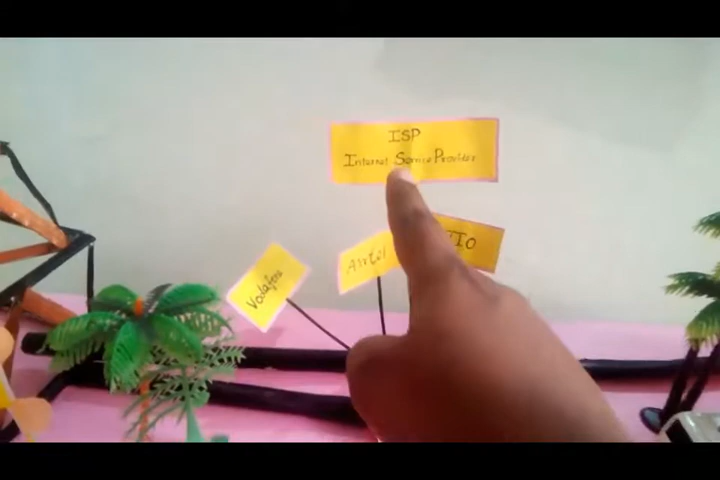 ISP
Internet Service Provider
Vodafone
Airtel